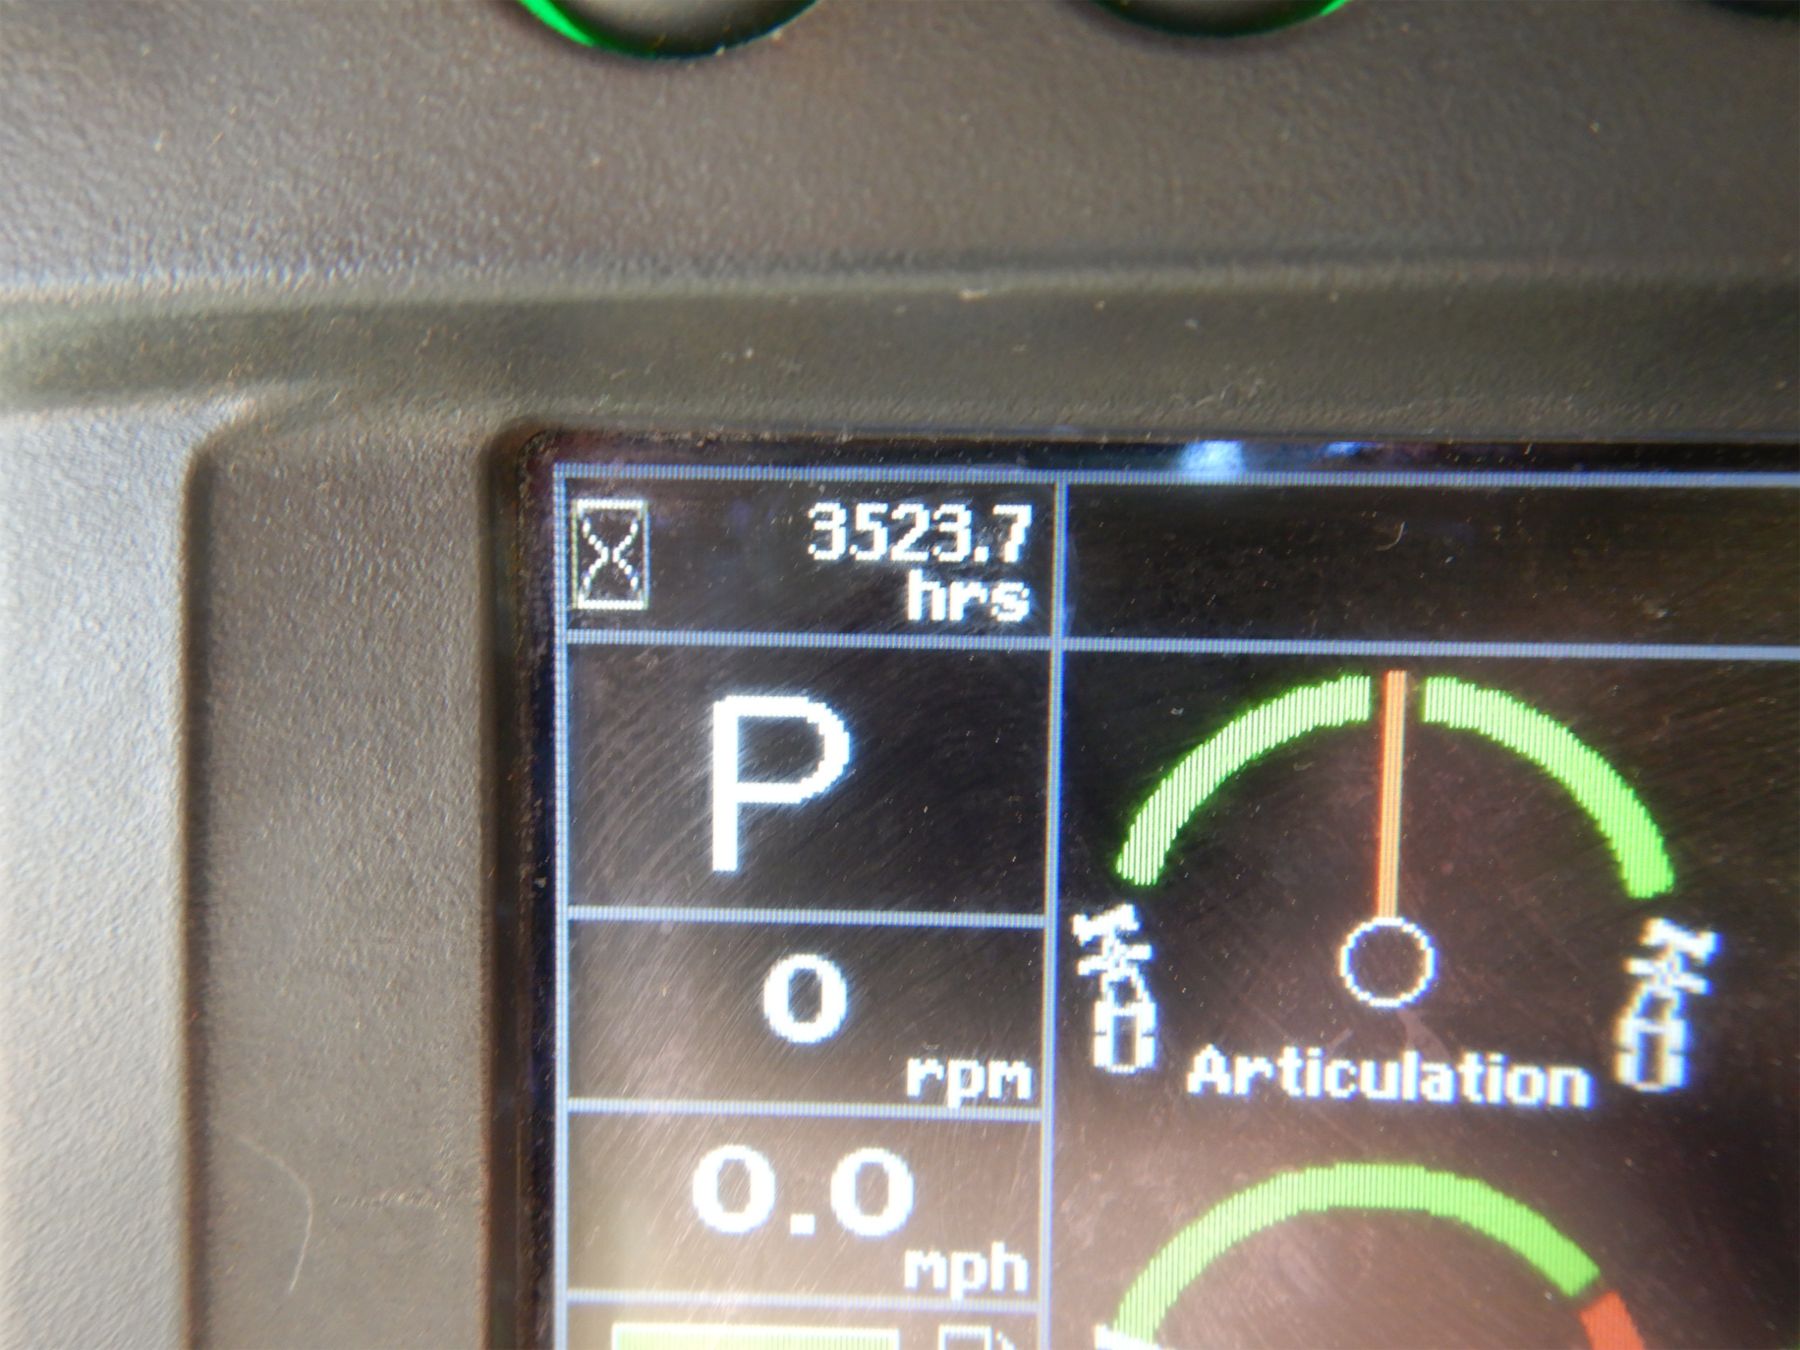 3523.7
hrs
P
0
rpm
0.0
mph
Articulation